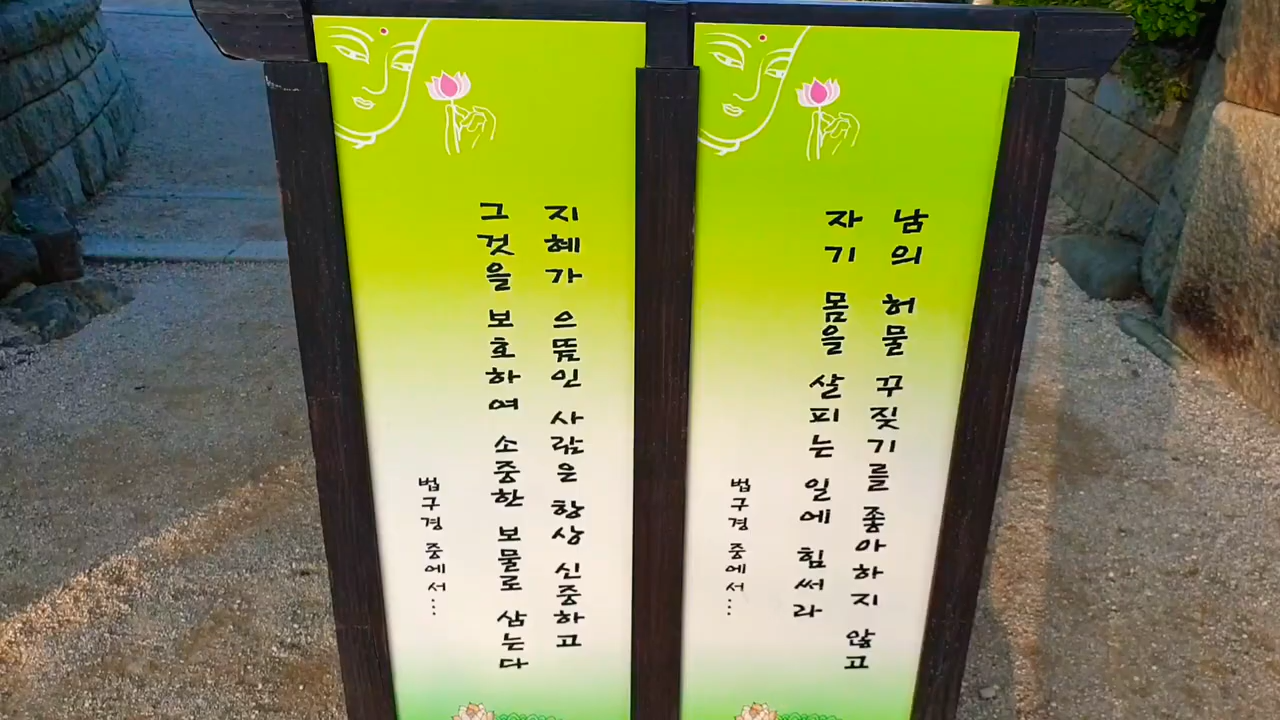 남의 허물 꾸짖기를 좋아하지 않고
자기 몸을 살피는 일에 힘써라
법구경 중에서...
지혜가 으뜸인 사람은 항상 신중하고
그것을 보호하여 소중한 보물로 삼는다
법구경 중에서...